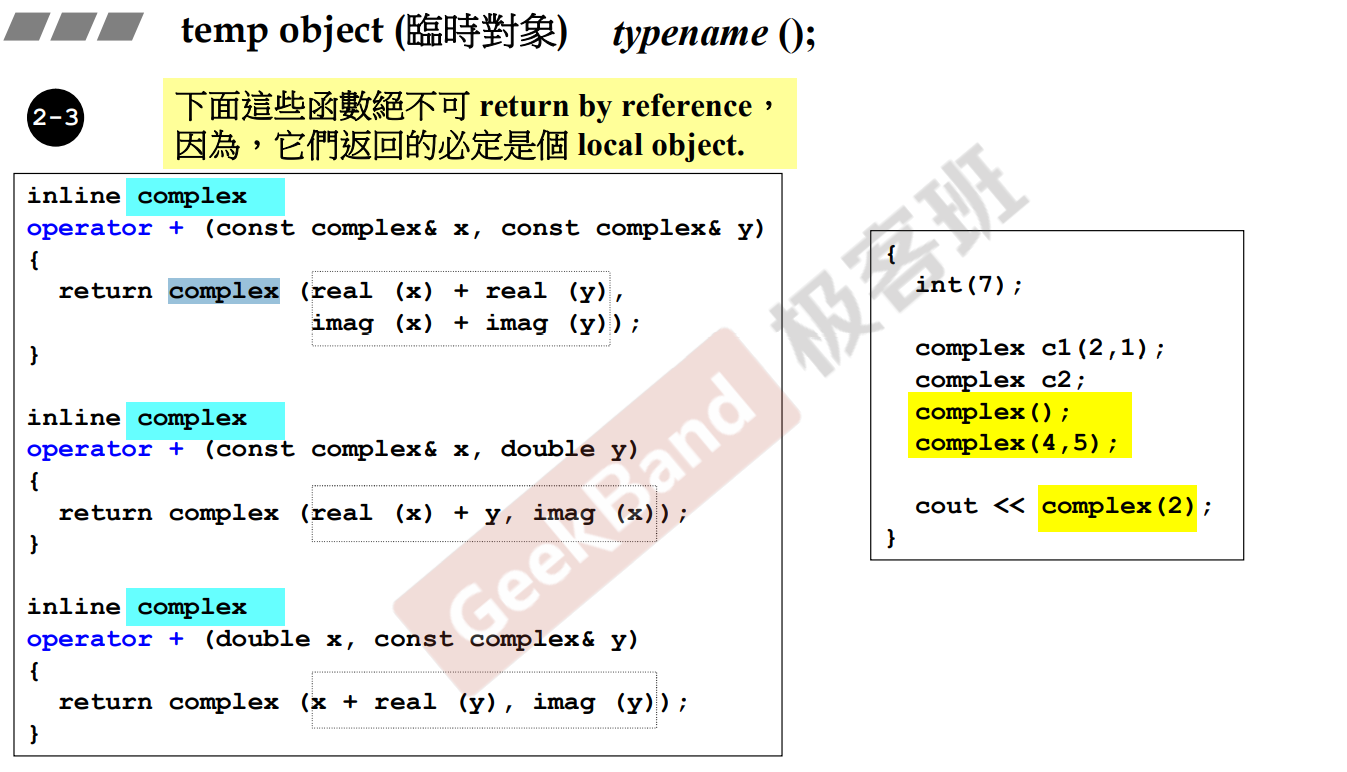 temp object (臨時對象) typename ();
2-3
下面這些函數絕不可 return by reference，
因為，它們返回的必定是個 local object.
inline complex
operator + (const complex& x, const complex& y)
{
return complex (real (x) + real (y),
imag (x) + imag (y));
}
inline complex
operator + (const complex& x, double y)
{
return complex (real (x) + y, imag (x));
}
inline complex
operator + (double x, const complex& y)
{
return complex (x + real (y), imag (y));
}
{
int(7);
complex c1(2,1);
complex c2;
complex();
complex(4,5);
cout << complex(2);
}
GeekBand 极客班